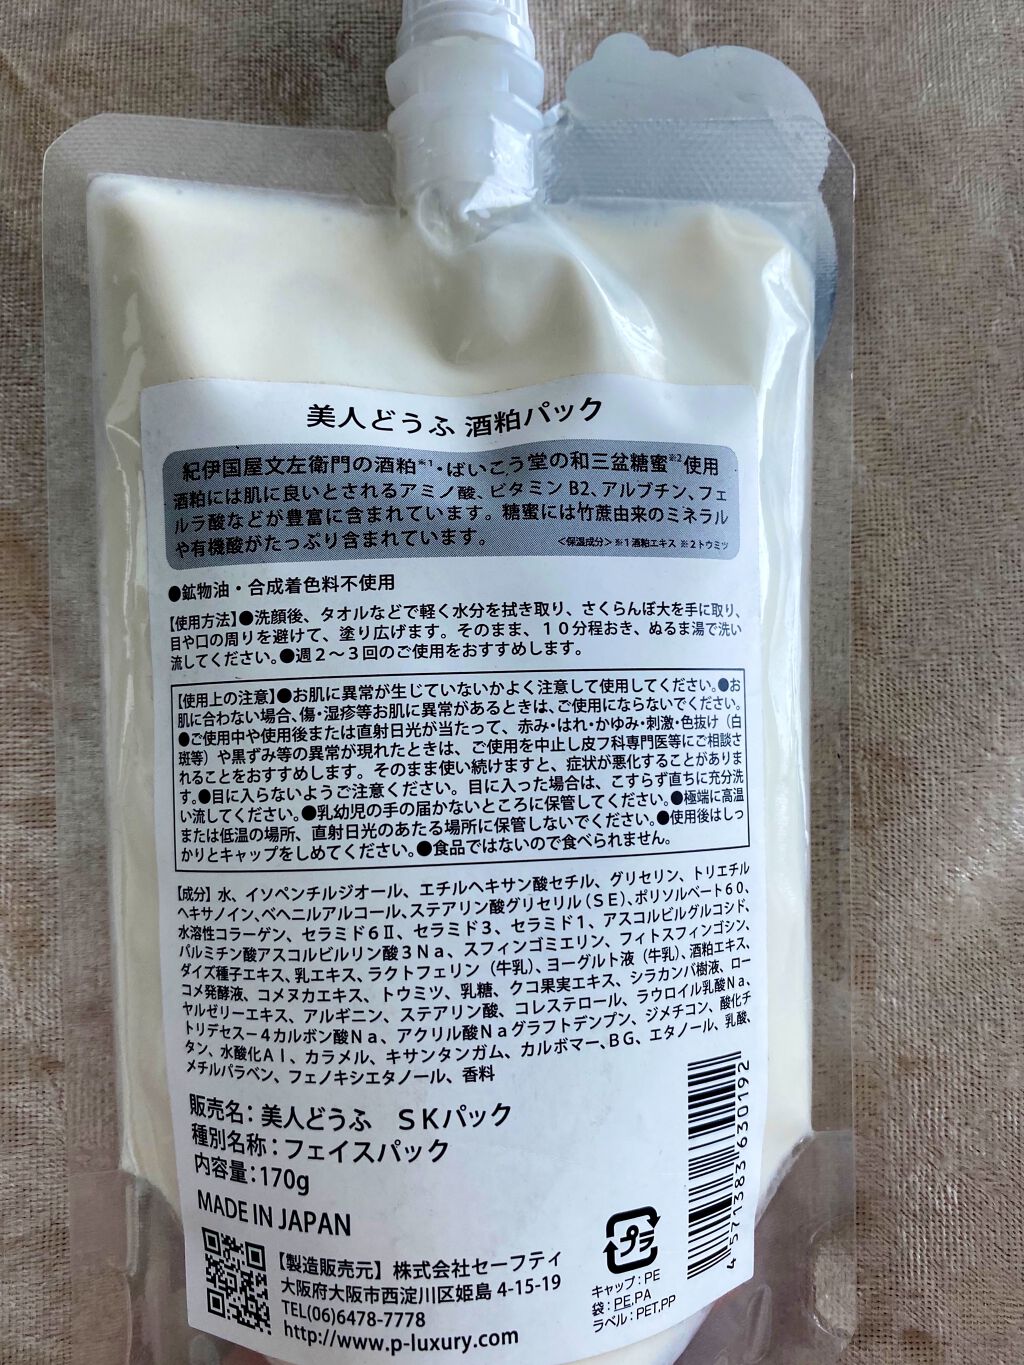 美人どうふ 酒粕パック
紀伊国屋文左衛門の酒粕※1・ばいこう堂の和三盆糖蜜※2使用
酒粕には肌に良いとされるアミノ酸、ビタミンB2、アルブチン、フェ
ルラ酸などが豊富に含まれています。糖蜜には竹蔗由来のミネラル
や有機酸がたっぷり含まれています。 <保湿成分>※1酒粕エキス ※2トウミツ
●鉱物油・合成着色料不使用
【使用方法】●洗顔後、タオルなどで軽く水分を拭き取り、さくらんぼ大を手に取り、
目や口の周りを避けて、塗り広げます。そのまま、10分程おき、ぬるま湯で洗い
流してください。●週2~3回のご使用をおすすめします。
【使用上の注意】●お肌に異常が生じていないかよく注意して使用してください。●お
肌に合わない場合、傷・湿疹等お肌に異常があるときは、ご使用にならないでください。
●ご使用中や使用後または直射日光が当たって、赤み・はれ・かゆみ・刺激・色抜け(白
斑等)や黒ずみ等の異常が現れたときは、ご使用を中止し皮フ科専門医等にご相談さ
れることをおすすめします。そのまま使い続けますと、症状が悪化することがありま
す。●目に入らないようご注意ください。目に入った場合は、こすらず直ちに充分洗
い流してください。●乳幼児の手の届かないところに保管してください。●極端に高温
または低温の場所、直射日光のあたる場所に保管しないでください。●使用後はしっ
かりとキャップをしめてください。●食品ではないので食べられません。
【成分】水、イソペンチルジオール、エチルヘキサン酸セチル、グリセリン、トリエチル
ヘキサノイン、ベヘニルアルコール、ステアリン酸グリセリル(SE)、ポリソルベート60、
水溶性コラーゲン、セラミド6Ⅱ、セラミド3、セラミド1、アスコルビルグルコシド、
パルミチン酸アスコルビルリン酸3Na、スフィンゴミエリン、フィトスフィンゴシン、
ダイズ種子エキス、乳エキス、ラクトフェリン(牛乳)、ヨーグルト液(牛乳)、酒粕エキス、
コメ発酵液、コメヌカエキス、トウミツ、乳糖、クコ果実エキス、シラカンバ樹液、ロー
ヤルゼリーエキス、アルギニン、ステアリン酸、コレステロール、ラウロイル乳酸Na、
トリデセスー4カルボン酸Na、アクリル酸Naグラフトデンプン、ジメチコン、酸化チ
タン、水酸化Al、カラメル、キサンタンガム、カルボマー、BG、エタノール、乳酸、
メチルパラベン、フェノキシエタノール、香料
販売名:美人どうふ SKパック
種別名称:フェイスパック
内容量:170g
MADE IN JAPAN
【製造販売元】株式会社セーフティ
大阪府大阪市西淀川区姫島 4-15-19
TEL(06)6478-7778
http://www.p-luxury.com
プラ
キャップ:PE
袋:PE,PA
ラベル:PET,PP
4 571383 630192